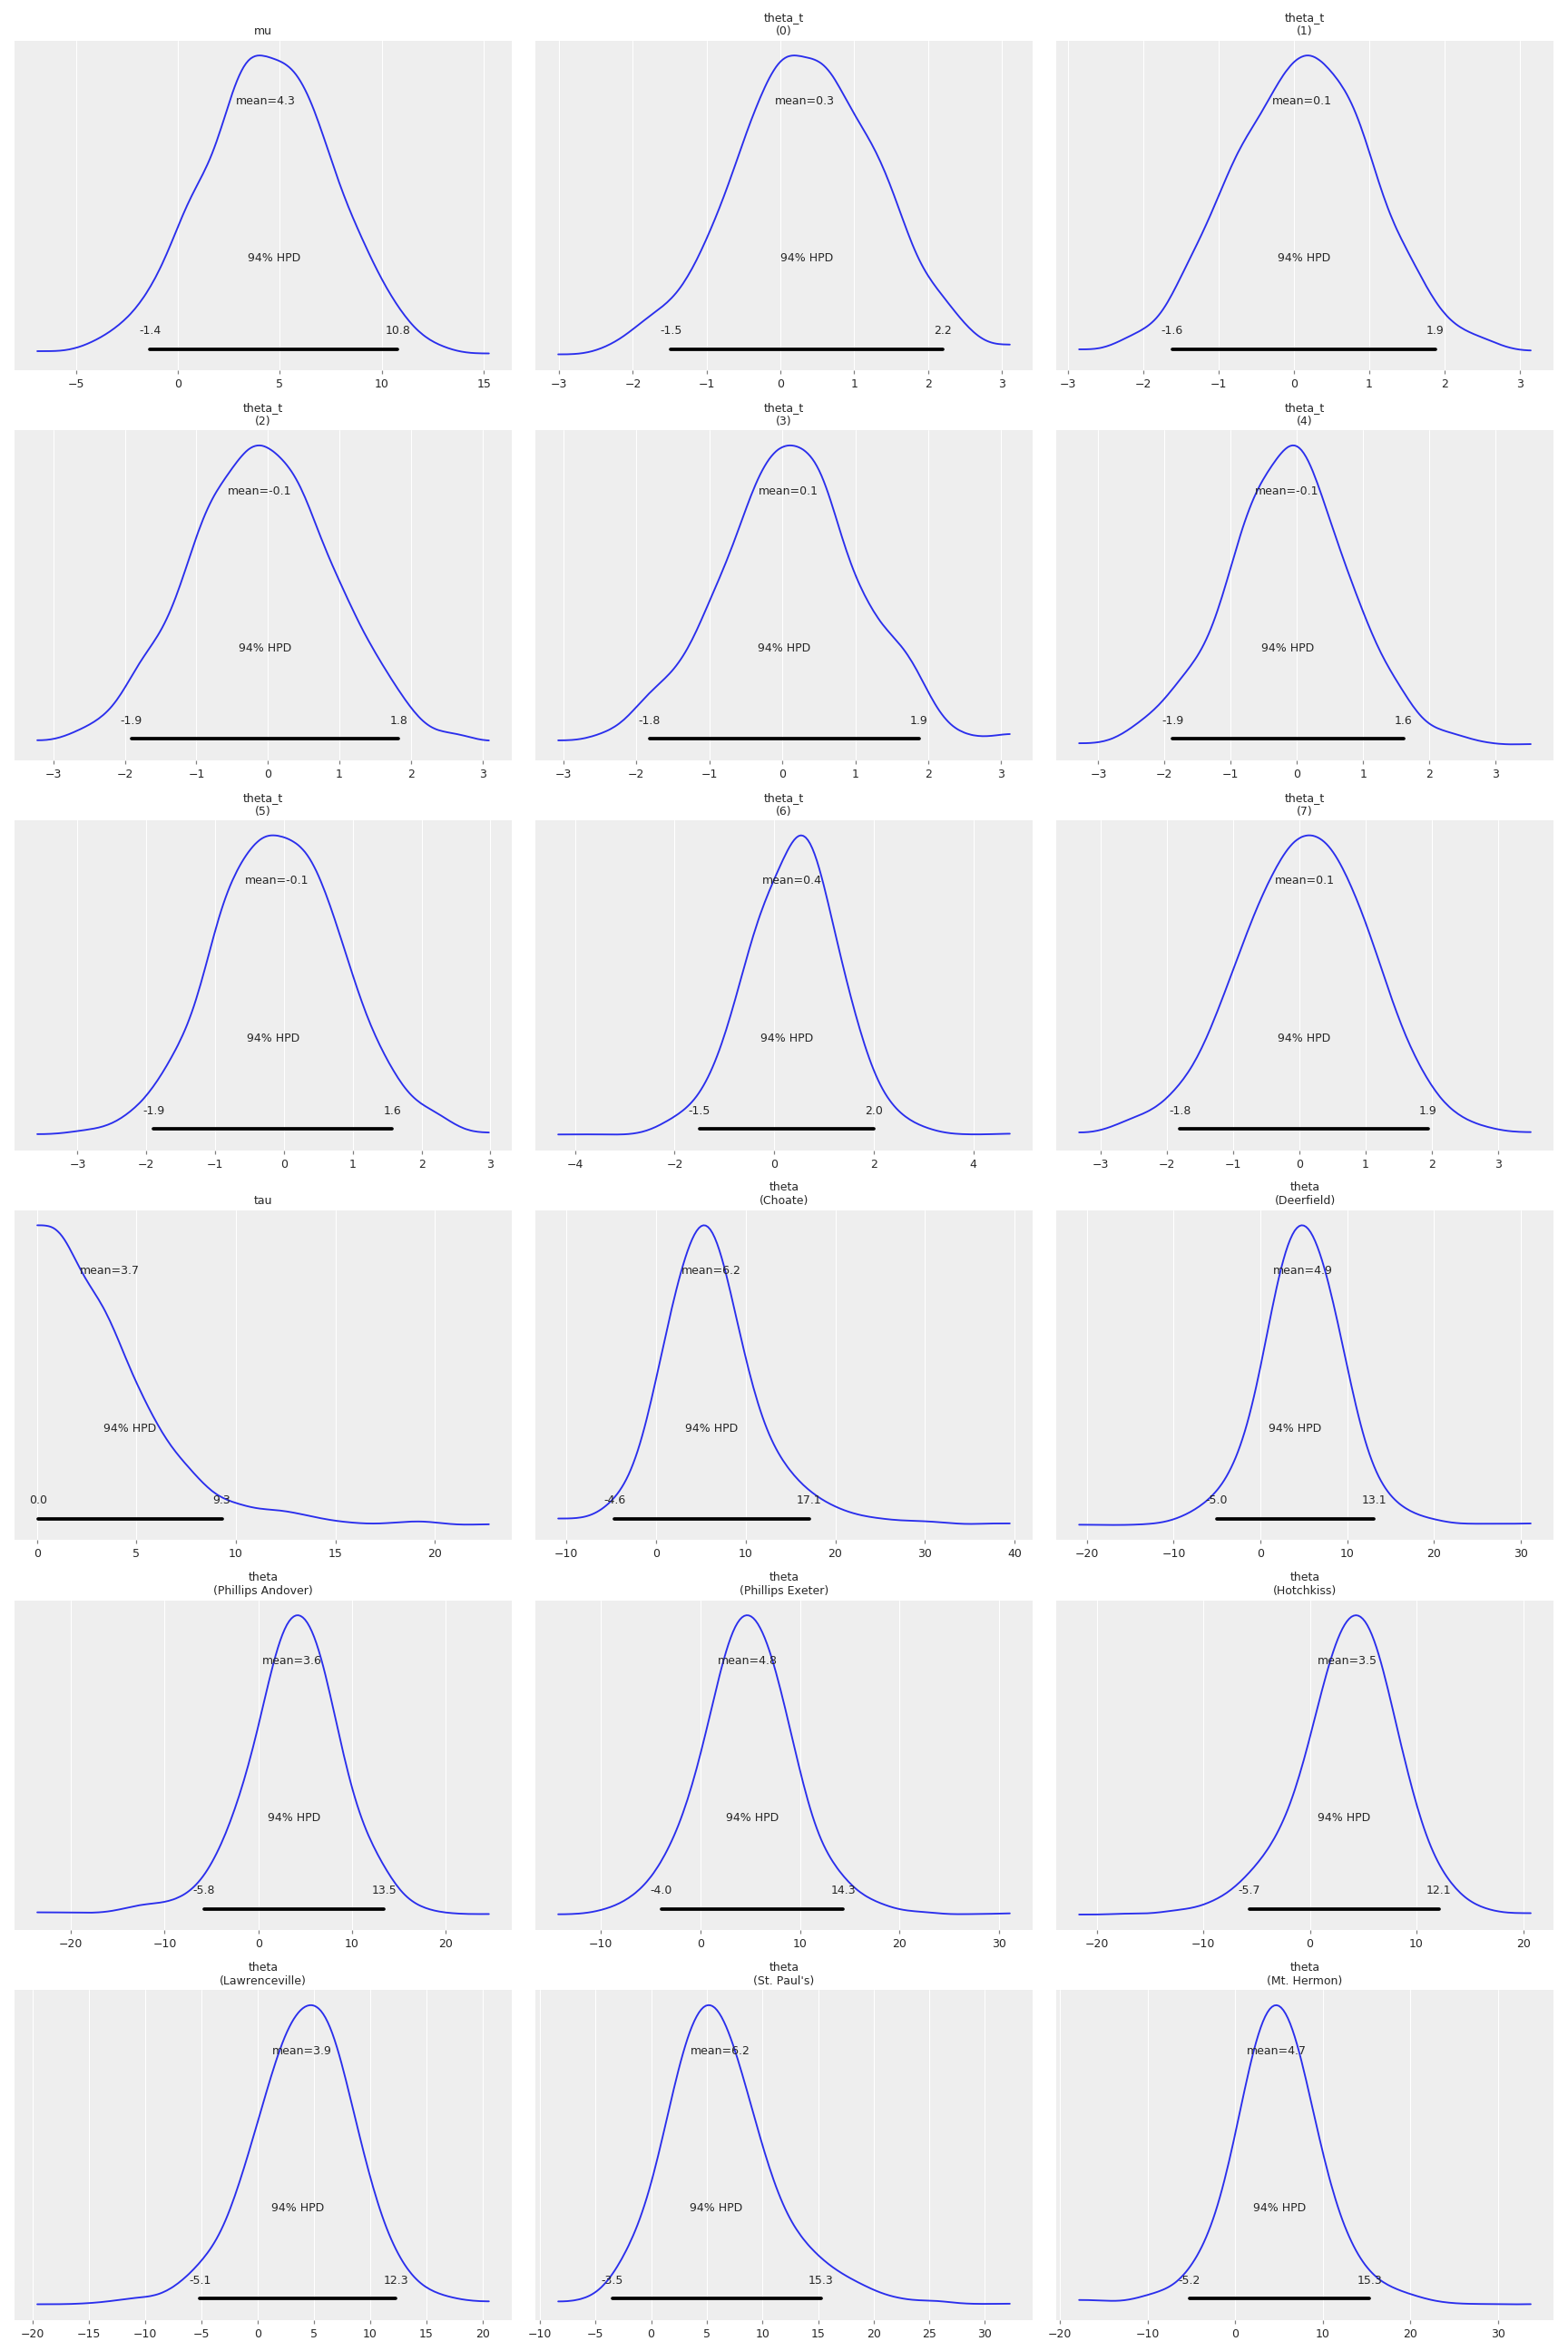 mu
mean=4.3
94% HPD
-1.4 10.8
−5 0 5 10 15
theta_t
(0)
mean=0.3
94% HPD
-1.5 2.2
−3 −2 −1 0 1 2 3
theta_t
(1)
mean=0.1
94% HPD
-1.6 1.9
−3 −2 −1 0 1 2 3
theta_t
(2)
mean=-0.1
94% HPD
-1.9 1.8
−3 −2 −1 0 1 2 3
theta_t
(3)
mean=0.1
94% HPD
-1.8 1.9
−3 −2 −1 0 1 2 3
theta_t
(4)
mean=-0.1
94% HPD
-1.9 1.6
−3 −2 −1 0 1 2 3
theta_t
(5)
mean=-0.1
94% HPD
-1.9 1.6
−3 −2 −1 0 1 2 3
theta_t
(6)
mean=0.4
94% HPD
-1.5 2.0
−4 −2 0 2 4
theta_t
(7)
mean=0.1
94% HPD
-1.8 1.9
−3 −2 −1 0 1 2 3
tau
mean=3.7
94% HPD
0.0 9.3
0 5 10 15 20
theta
(Choate)
mean=6.2
94% HPD
-4.6 17.1
−10 0 10 20 30 40
theta
(Deerfield)
mean=4.9
94% HPD
-5.0 13.1
−20 −10 0 10 20 30
theta
(Phillips Andover)
mean=3.6
94% HPD
-5.8 13.5
−20 −10 0 10 20
theta
(Phillips Exeter)
mean=4.8
94% HPD
-4.0 14.3
−10 0 10 20 30
theta
(Hotchkiss)
mean=3.5
94% HPD
-5.7 12.1
−20 −10 0 10 20
theta
(Lawrenceville)
mean=3.9
94% HPD
-5.1 12.3
−20 −15 −10 −5 0 5 10 15 20
theta
(St. Paul's)
mean=6.2
94% HPD
-3.5 15.3
−10 −5 0 5 10 15 20 25 30
theta
(Mt. Hermon)
mean=4.7
94% HPD
-5.2 15.3
−20 −10 0 10 20 30